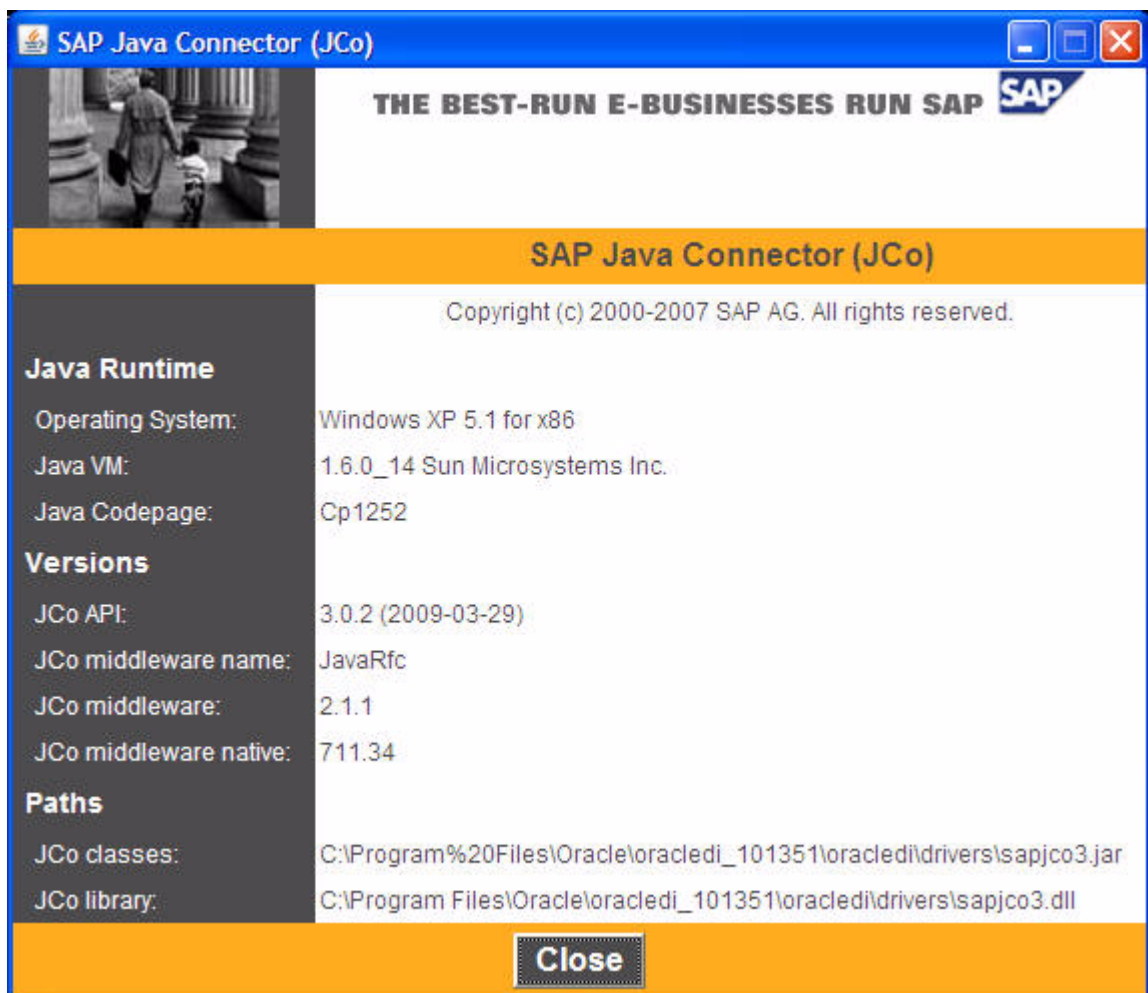 SAP Java Connector (JCo)
THE BEST-RUN E-BUSINESSES RUN SAP SAP
SAP Java Connector (JCo)
Copyright (c) 2000-2007 SAP AG. All rights reserved.
Java Runtime
Operating System: Windows XP 5.1 for x86
Java VM: 1.6.0_14 Sun Microsystems Inc.
Java Codepage: Cp1252
Versions
JCo API: 3.0.2 (2009-03-29)
JCo middleware name: JavaRfc
JCo middleware: 2.1.1
JCo middleware native: 711.34
Paths
JCo classes: C:\Program%20Files\Oracle\oracledi_101351\oracledi\drivers\sapjco3.jar
JCo library: C:\Program Files\Oracle\oracledi_101351\oracledi\drivers\sapjco3.dll
Close